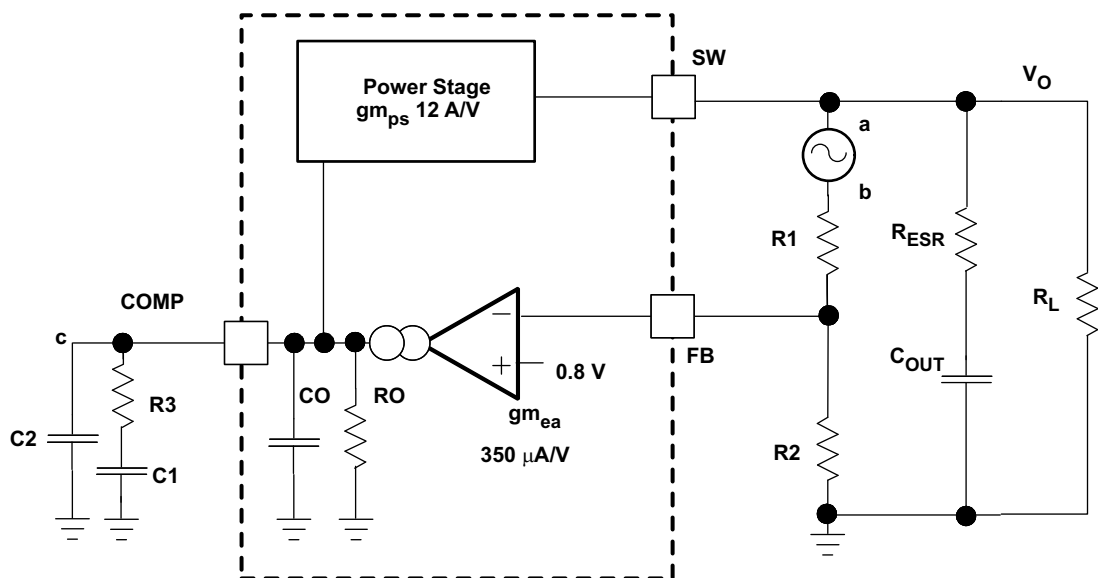 SW
Power Stage
gm_ps 12 A/V
V_O
a
b
R1
R_ESR
R_L
COMP
c
FB
−
+
0.8 V
R3
CO
RO
gm_ea
C_OUT
C2
C1
350 μA/V
R2